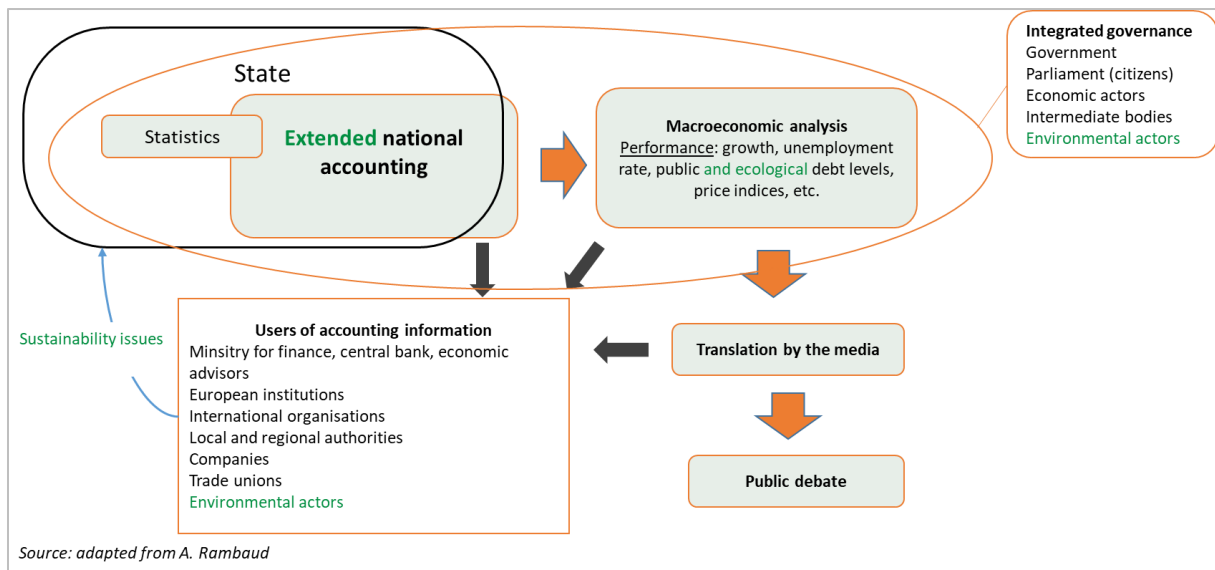 State
Statistics
Extended national
accounting
Macroeconomic analysis
Performance: growth, unemployment
rate, public and ecological debt levels,
price indices, etc.
Integrated governance
Government
Parliament (citizens)
Economic actors
Intermediate bodies
Environmental actors
Sustainability issues
Users of accounting information
Minsitry for finance, central bank, economic
advisors
European institutions
International organisations
Local and regional authorities
Companies
Trade unions
Environmental actors
Translation by the media
Public debate
Source: adapted from A. Rambaud